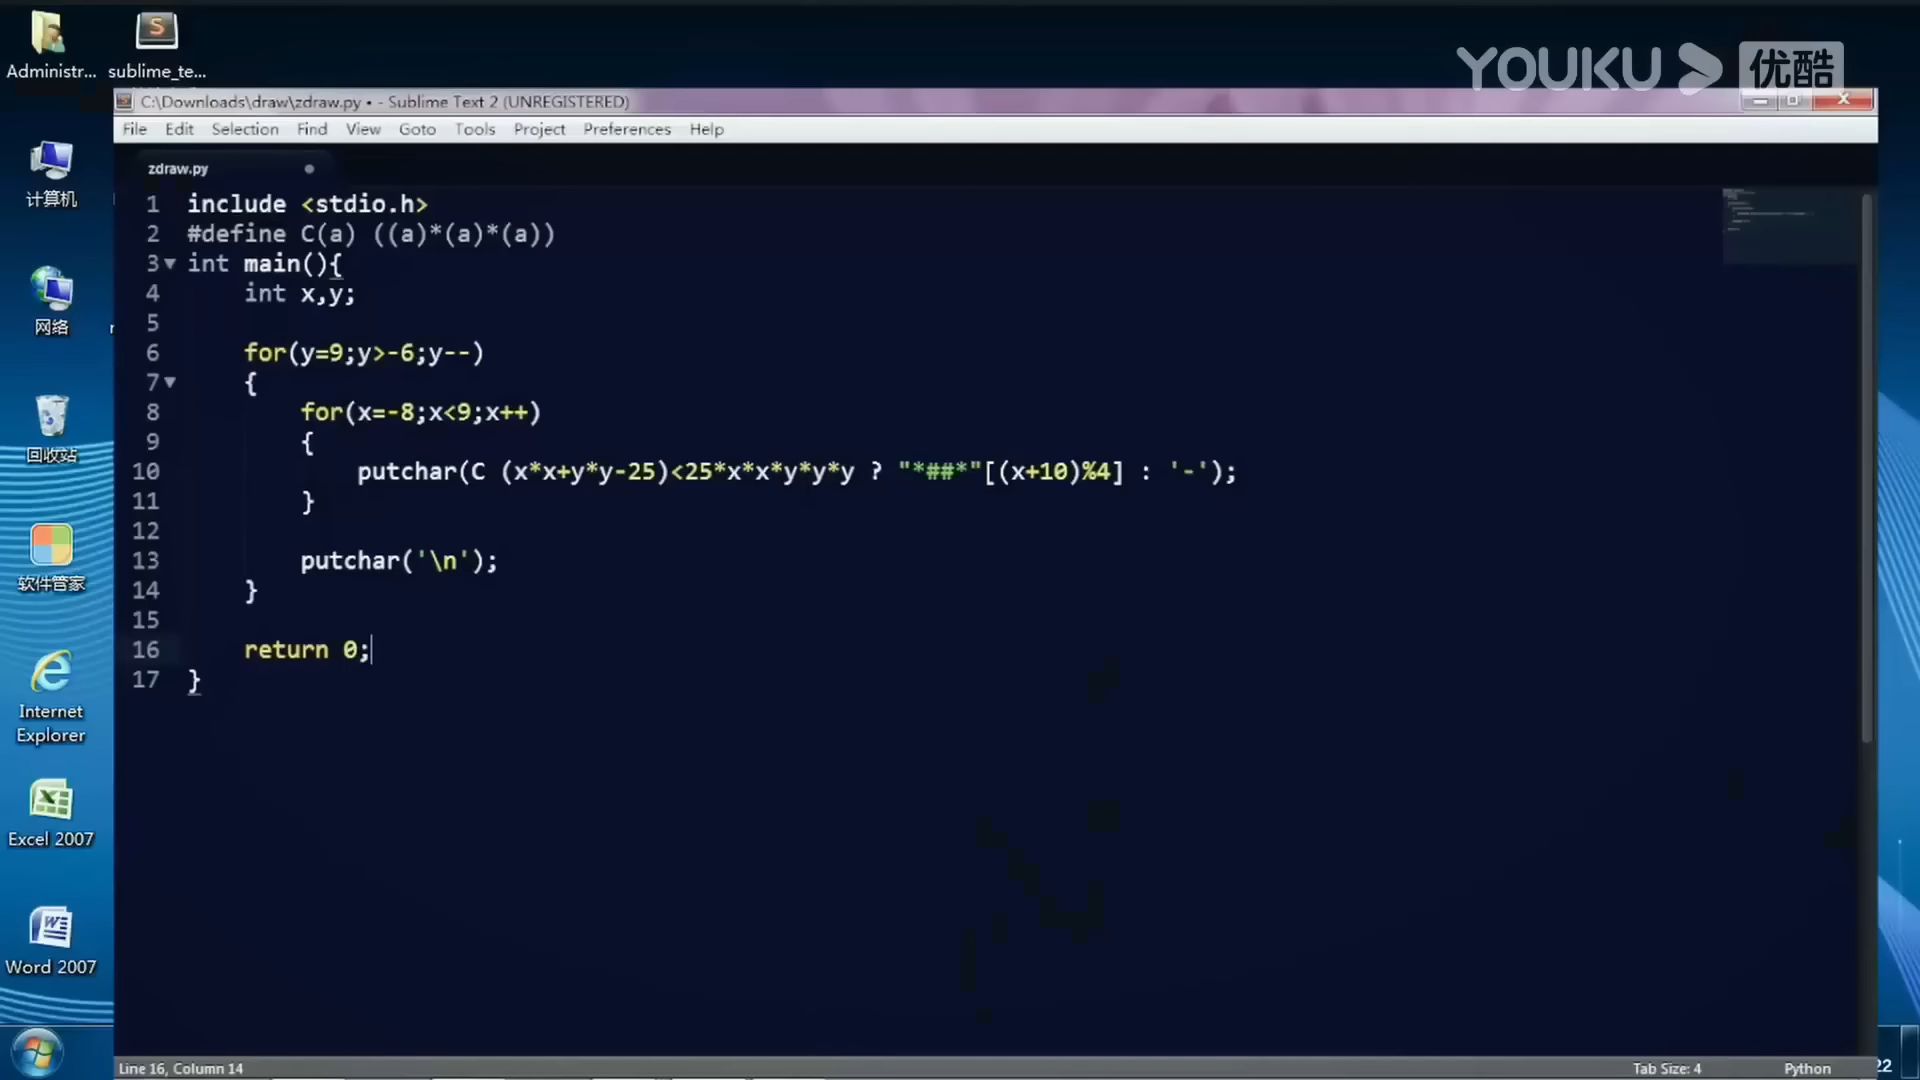 Administr...
sublime_te...
YOUKU 优酷
C:\Downloads\draw\zdraw.py • - Sublime Text 2 (UNREGISTERED)
File Edit Selection Find View Goto Tools Project Preferences Help
zdraw.py
1 include <stdio.h>
2 #define C(a) ((a)*(a)*(a))
3 int main(){
4 int x,y;
5
6 for(y=9;y>-6;y--)
7 {
8 for(x=-8;x<9;x++)
9 {
10 putchar(C (x*x+y*y-25)<25*x*x*y*y*y ? "*##*"[(x+10)%4] : '-');
11 }
12
13 putchar('\n');
14 }
15
16 return 0;
17 }
计算机
网络
回收站
软件管家
Internet
Explorer
Excel 2007
Word 2007
Line 16, Column 14
Tab Size: 4
Python
22